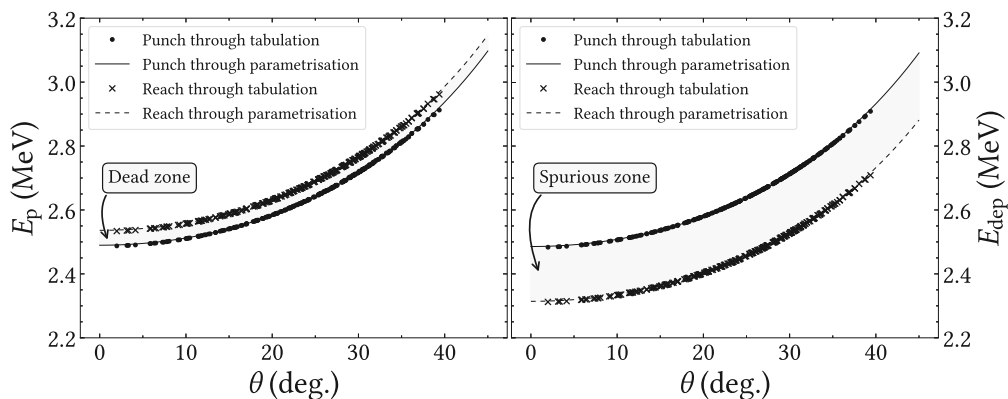 3.2
3.0
2.8
2.6
2.4
2.2
E_p (MeV)
Punch through tabulation
Punch through parametrisation
Reach through tabulation
Reach through parametrisation
Dead zone
0 10 20 30 40
θ (deg.)
Punch through tabulation
Punch through parametrisation
Reach through tabulation
Reach through parametrisation
Spurious zone
0 10 20 30 40
θ (deg.)
3.2
3.0
2.8
2.6
2.4
2.2
E_dep (MeV)